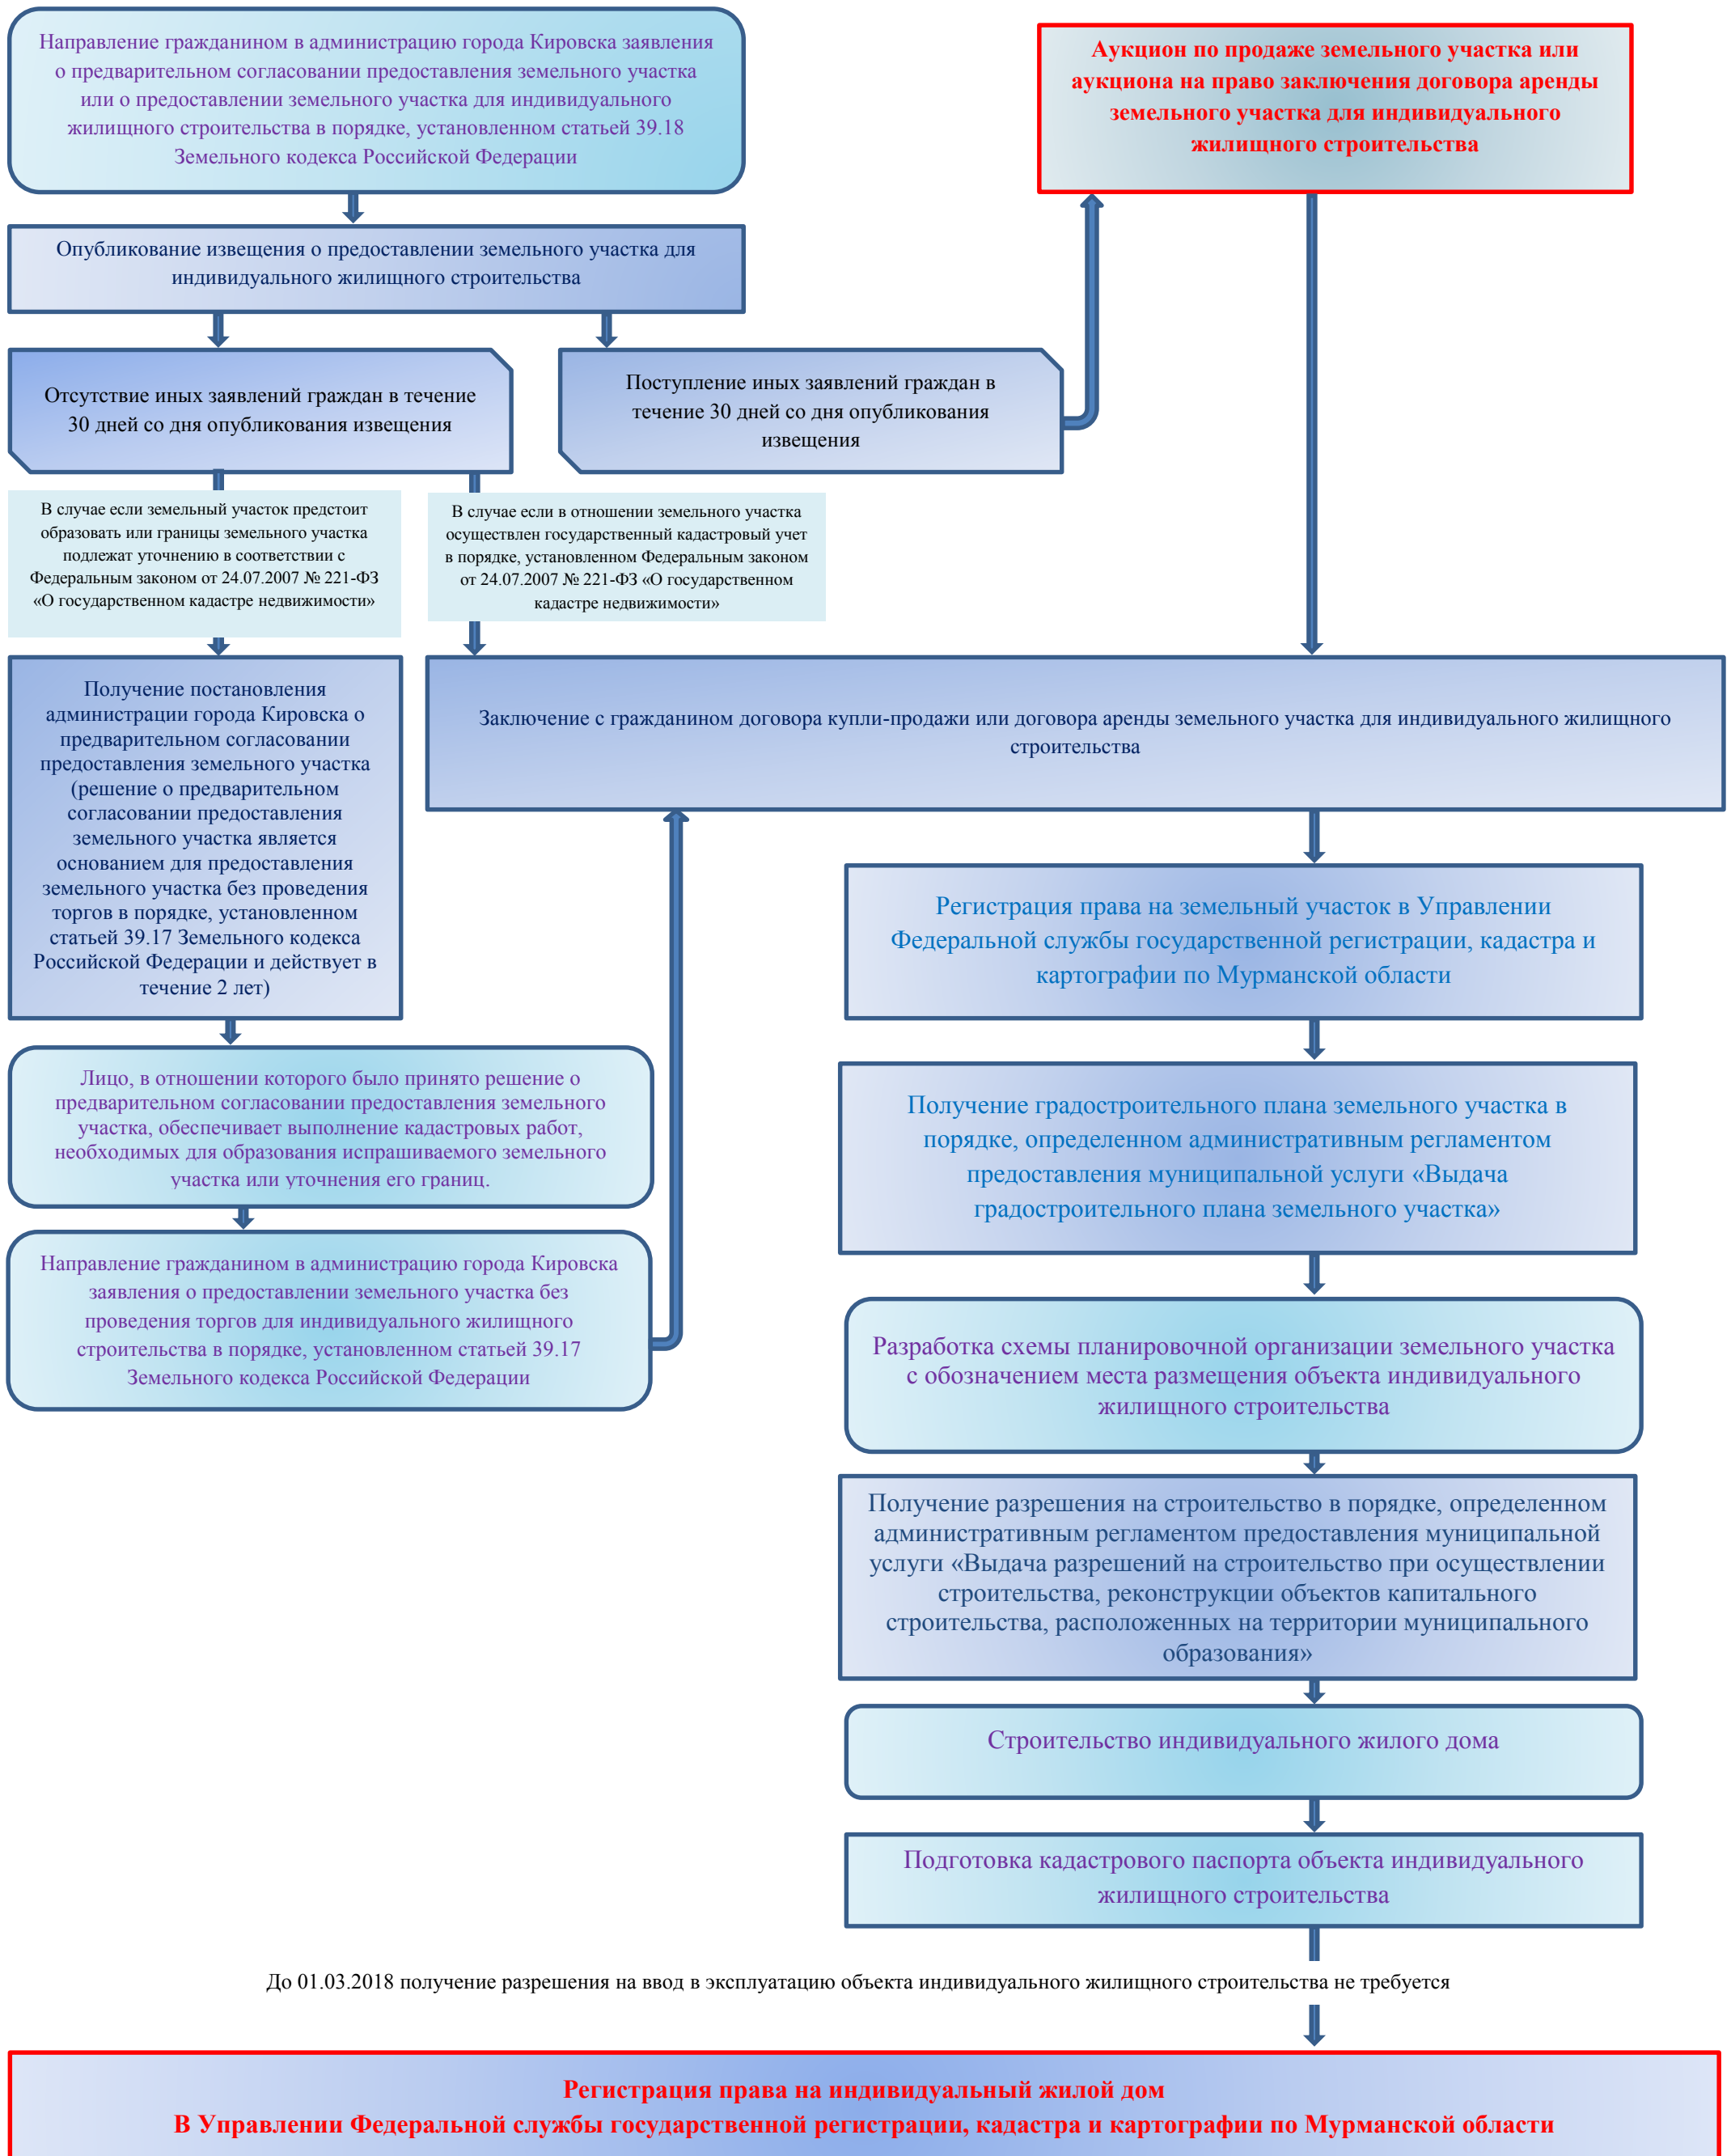 Направление гражданином в администрацию города Кировска заявления
о предварительном согласовании предоставления земельного участка
или о предоставлении земельного участка для индивидуального
жилищного строительства в порядке, установленном статьей 39.18
Земельного кодекса Российской Федерации
Аукцион по продаже земельного участка или
аукциона на право заключения договора аренды
земельного участка для индивидуального
жилищного строительства
Опубликование извещения о предоставлении земельного участка для
индивидуального жилищного строительства
Отсутствие иных заявлений граждан в течение
30 дней со дня опубликования извещения
Поступление иных заявлений граждан в
течение 30 дней со дня опубликования
извещения
В случае если земельный участок предстоит
образовать или границы земельного участка
подлежат уточнению в соответствии с
Федеральным законом от 24.07.2007 № 221-ФЗ
«О государственном кадастре недвижимости»
В случае если в отношении земельного участка
осуществлен государственный кадастровый учет
в порядке, установленном Федеральным законом
от 24.07.2007 № 221-ФЗ «О государственном
кадастре недвижимости»
Получение постановления
администрации города Кировска о
предварительном согласовании
предоставления земельного участка
(решение о предварительном
согласовании предоставления
земельного участка является
основанием для предоставления
земельного участка без проведения
торгов в порядке, установленном
статьей 39.17 Земельного кодекса
Российской Федерации и действует в
течение 2 лет)
Заключение с гражданином договора купли-продажи или договора аренды земельного участка для индивидуального жилищного
строительства
Лицо, в отношении которого было принято решение о
предварительном согласовании предоставления земельного
участка, обеспечивает выполнение кадастровых работ,
необходимых для образования испрашиваемого земельного
участка или уточнения его границ.
Направление гражданином в администрацию города Кировска
заявления о предоставлении земельного участка без
проведения торгов для индивидуального жилищного
строительства в порядке, установленном статьей 39.17
Земельного кодекса Российской Федерации
Регистрация права на земельный участок в Управлении
Федеральной службы государственной регистрации, кадастра и
картографии по Мурманской области
Получение градостроительного плана земельного участка в
порядке, определенном административным регламентом
предоставления муниципальной услуги «Выдача
градостроительного плана земельного участка»
Разработка схемы планировочной организации земельного участка
с обозначением места размещения объекта индивидуального
жилищного строительства
Получение разрешения на строительство в порядке, определенном
административным регламентом предоставления муниципальной
услуги «Выдача разрешений на строительство при осуществлении
строительства, реконструкции объектов капитального
строительства, расположенных на территории муниципального
образования»
Строительство индивидуального жилого дома
Подготовка кадастрового паспорта объекта индивидуального
жилищного строительства
До 01.03.2018 получение разрешения на ввод в эксплуатацию объекта индивидуального жилищного строительства не требуется
Регистрация права на индивидуальный жилой дом
В Управлении Федеральной службы государственной регистрации, кадастра и картографии по Мурманской области